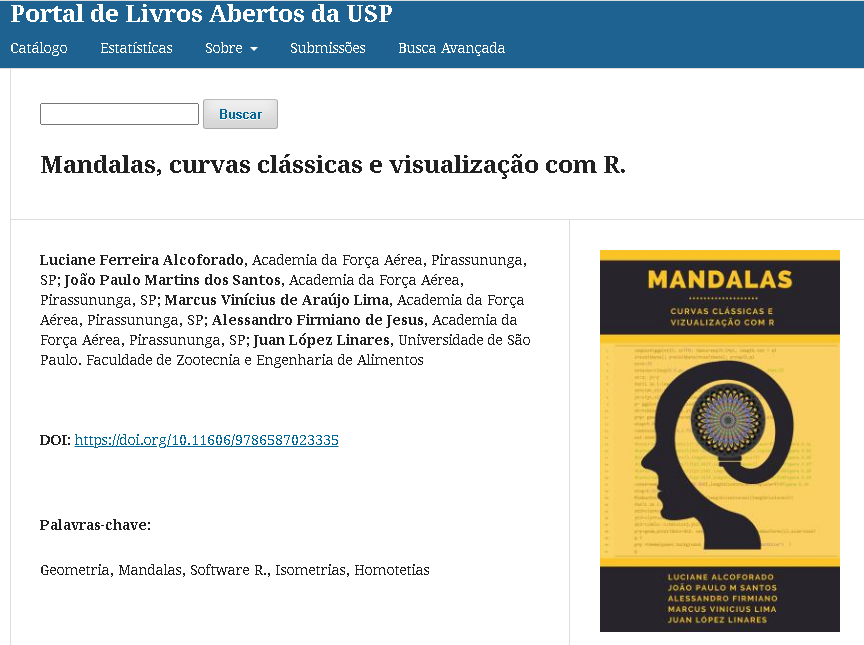 Portal de Livros Abertos da USP
Catálogo Estatísticas Sobre Submissões Busca Avançada
Buscar
Mandalas, curvas clássicas e visualização com R.
Luciane Ferreira Alcoforado, Academia da Força Aérea, Pirassununga,
SP; João Paulo Martins dos Santos, Academia da Força Aérea,
Pirassununga, SP; Marcus Vinícius de Araújo Lima, Academia da Força
Aérea, Pirassununga, SP; Alessandro Firmiano de Jesus, Academia da
Força Aérea, Pirassununga, SP; Juan López Linares, Universidade de São
Paulo. Faculdade de Zootecnia e Engenharia de Alimentos
DOI: https://doi.org/10.11606/9786587023335
Palavras-chave:
Geometria, Mandalas, Software R., Isometrias, Homotetias
MANDALAS
CURVAS CLÁSSICAS E
VIZUALIZAÇÃO COM R
LUCIANE ALCOFORADO
JOÃO PAULO M SANTOS
ALESSANDRO FIRMIANO
MARCUS VINICIUS LIMA
JUAN LÓPEZ LINARES